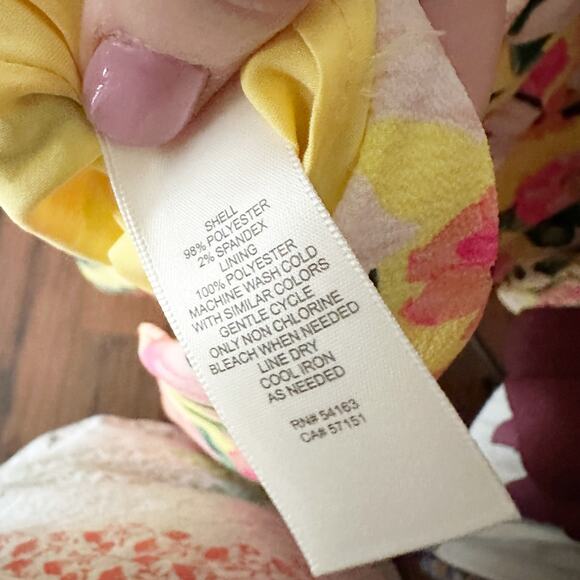 SHELL
98% POLYESTER
2% SPANDEX
LINING
100% POLYESTER
MACHINE WASH COLD
WITH SIMILAR COLORS
GENTLE CYCLE
ONLY NON CHLORINE
BLEACH WHEN NEEDED
LINE DRY
COOL IRON
AS NEEDED
RN# 54163
CA# 57151